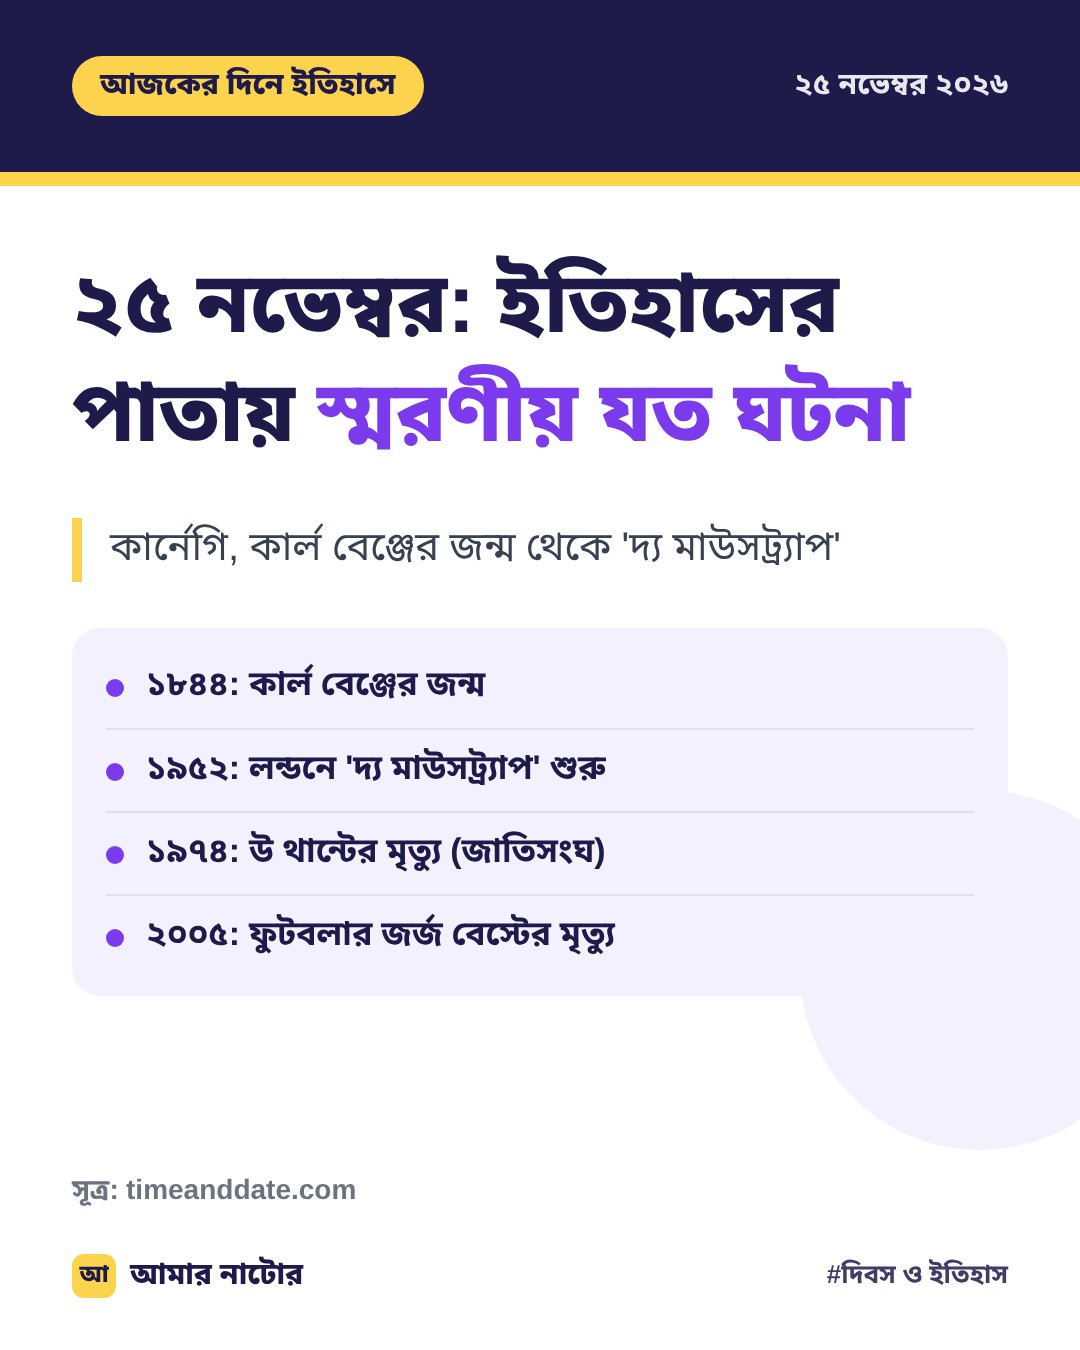 আজকের দিনে ইতিহাসে
২৫ নভেম্বর ২০২৬
২৫ নভেম্বর: ইতিহাসের
পাতায় স্মরণীয় যত ঘটনা
কার্নেগি, কার্ল বেঞ্জের জন্ম থেকে 'দ্য মাউসট্র্যাপ'
১৮৪৪: কার্ল বেঞ্জের জন্ম
১৯৫২: লন্ডনে 'দ্য মাউসট্র্যাপ' শুরু
১৯৭৪: উ থান্টের মৃত্যু (জাতিসংঘ)
২০০৫: ফুটবলার জর্জ বেস্টের মৃত্যু
সূত্র: timeanddate.com
আ আমার নাটোর
#দিবস ও ইতিহাস